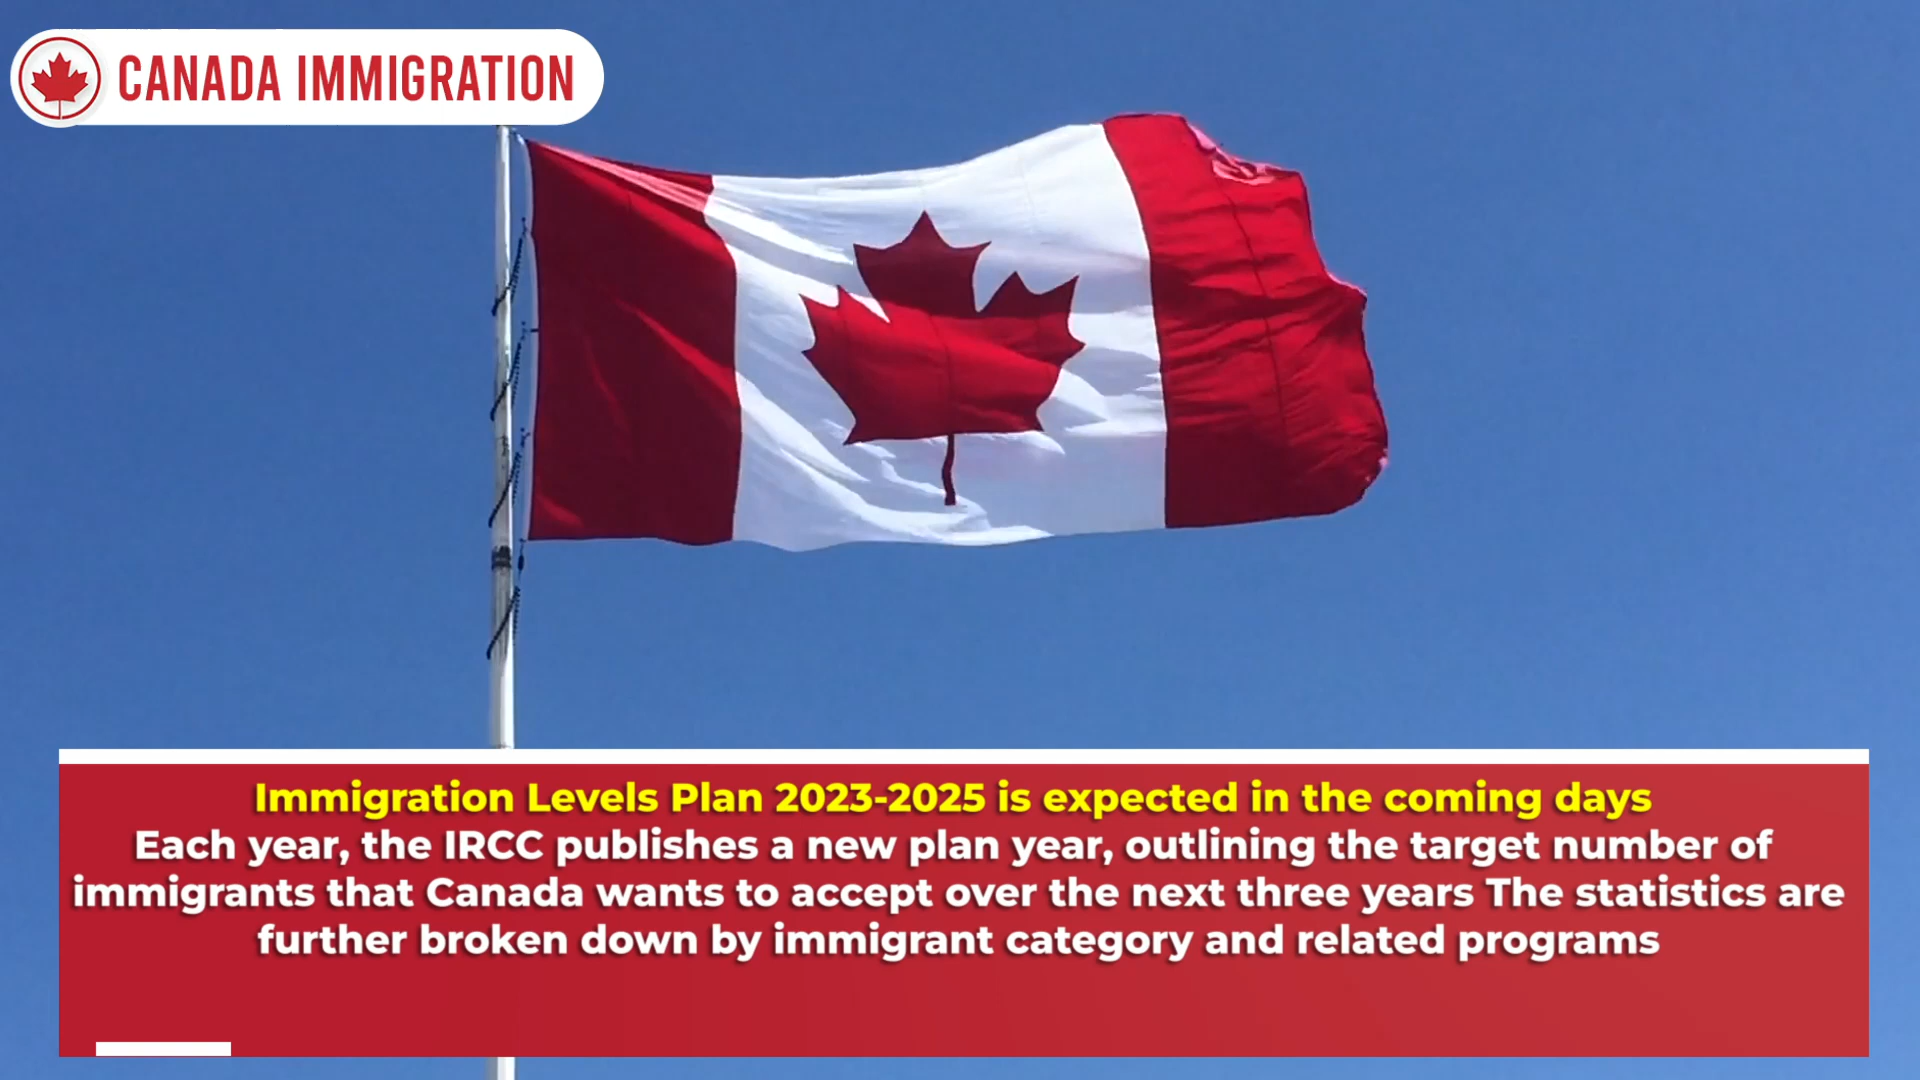 CANADA IMMIGRATION
Immigration Levels Plan 2023-2025 is expected in the coming days
Each year, the IRCC publishes a new plan year, outlining the target number of
immigrants that Canada wants to accept over the next three years The statistics are
further broken down by immigrant category and related programs